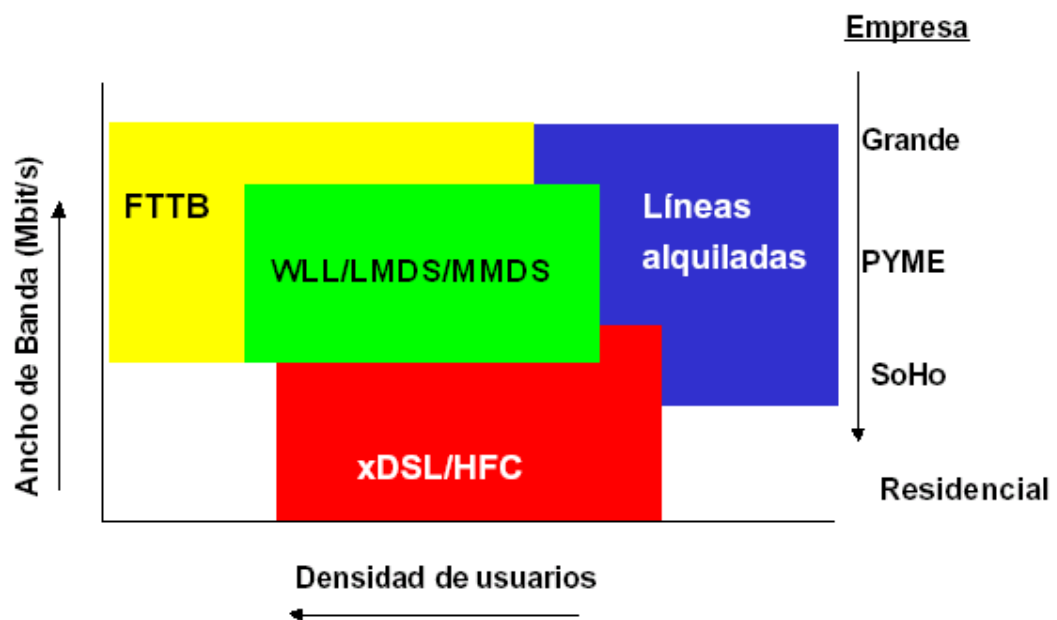 Empresa
Grande
FTTB
Líneas
alquiladas
WLL/LMDS/MMDS
PYME
SoHo
xDSL/HFC
Residencial
Ancho de Banda (Mbit/s)
Densidad de usuarios